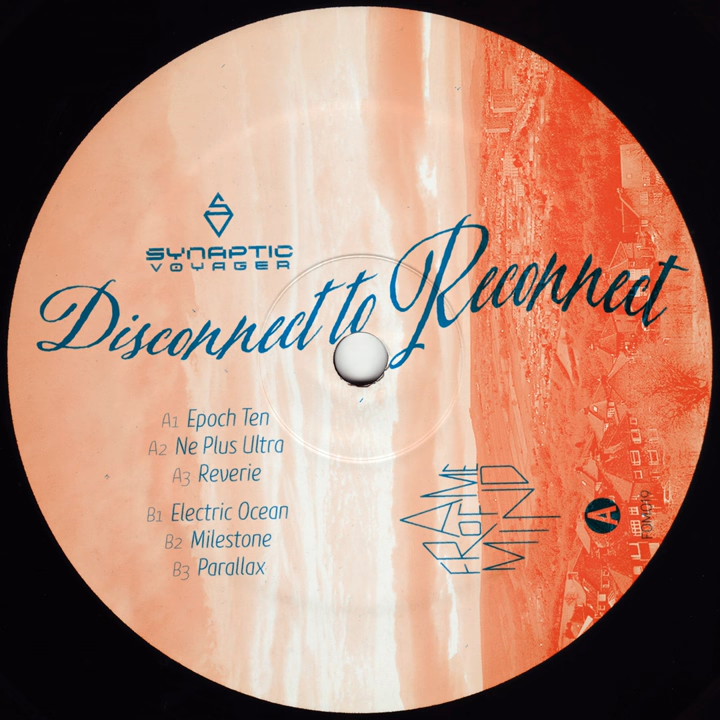 SYNAPTIC
VOYAGER
Disconnect to Reconnect
A1 Epoch Ten
A2 Ne Plus Ultra
A3 Reverie
B1 Electric Ocean
B2 Milestone
B3 Parallax
FRAME
OF
MIND
A
FOM019